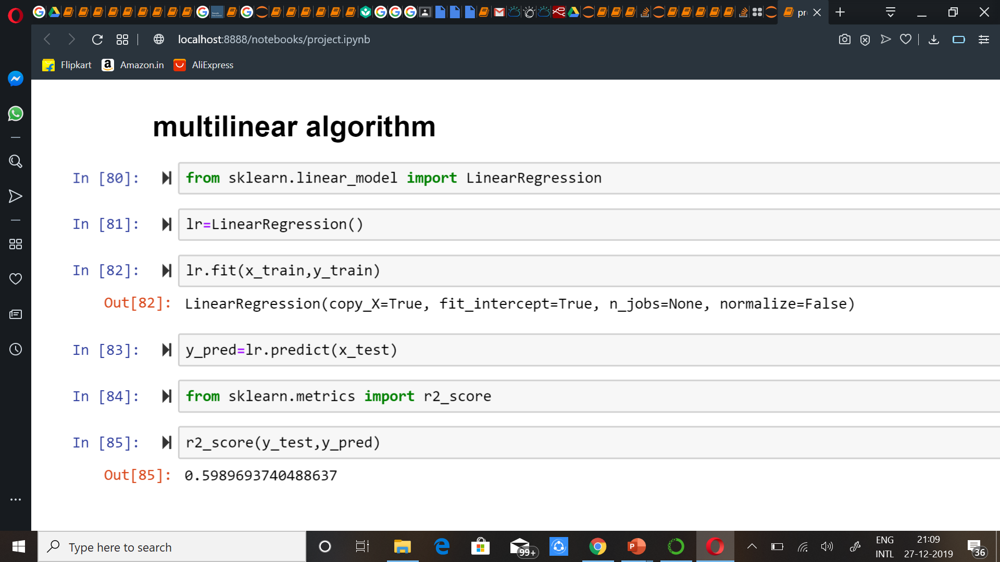 pr
localhost:8888/notebooks/project.ipynb
Flipkart
Amazon.in
AliExpress
multilinear algorithm
In [80]:
from sklearn.linear_model import LinearRegression
In [81]:
lr=LinearRegression()
In [82]:
lr.fit(x_train,y_train)
Out[82]:
LinearRegression(copy_X=True, fit_intercept=True, n_jobs=None, normalize=False)
In [83]:
y_pred=lr.predict(x_test)
In [84]:
from sklearn.metrics import r2_score
In [85]:
r2_score(y_test,y_pred)
Out[85]:
0.5989693740488637
Type here to search
99+
ENG
INTL
21:09
27-12-2019
36